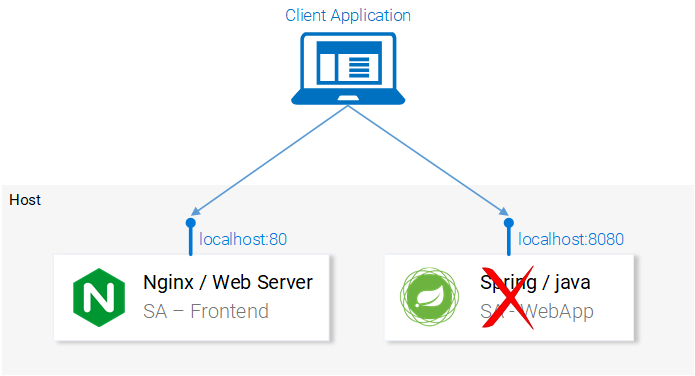 Client Application
Host
localhost:80
localhost:8080
Nginx / Web Server
SA – Frontend
Spring / java
SA - WebApp